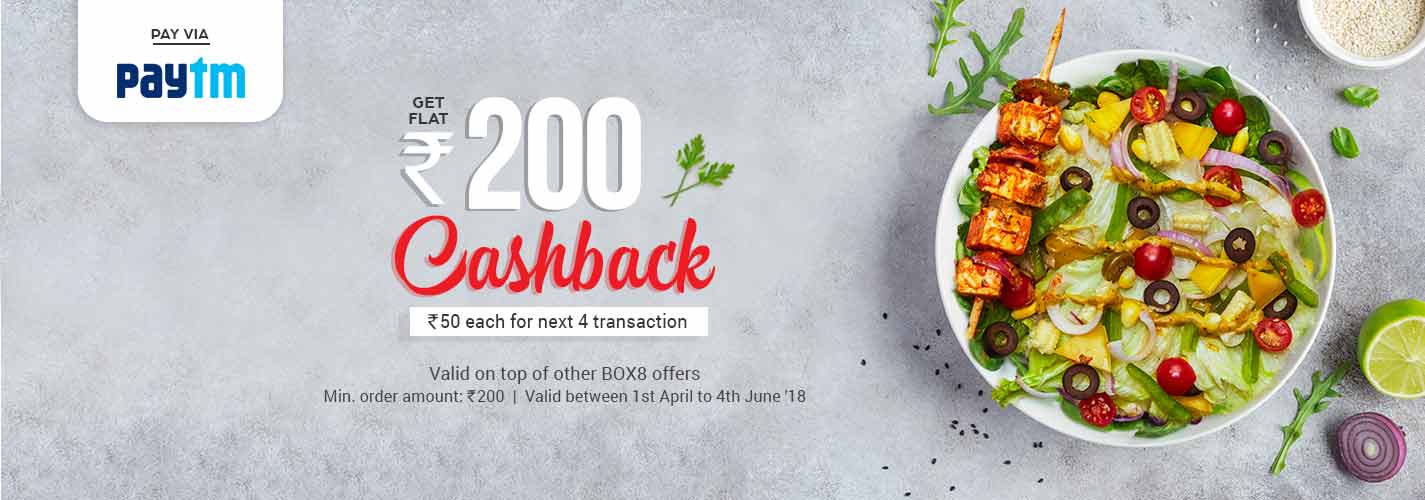 PAY VIA
paytm
GET
FLAT
₹200
Cashback
₹50 each for next 4 transaction
Valid on top of other BOX8 offers
Min. order amount: ₹200 | Valid between 1st April to 4th June '18